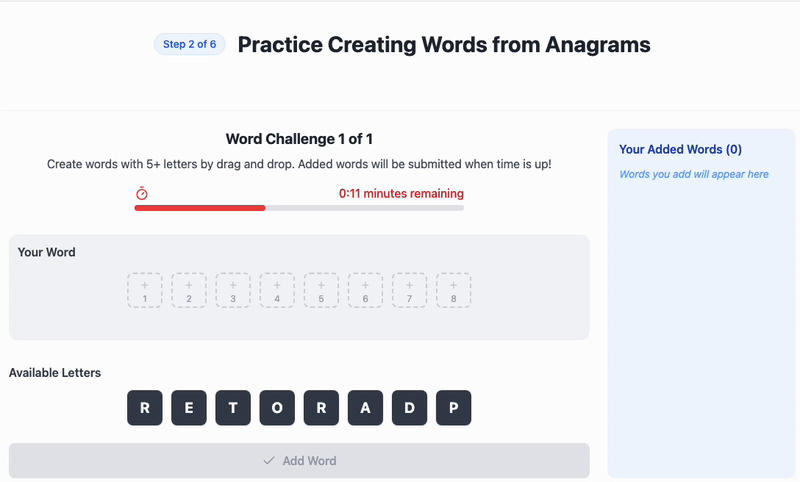 Step 2 of 6 Practice Creating Words from Anagrams
Word Challenge 1 of 1
Create words with 5+ letters by drag and drop. Added words will be submitted when time is up!
0:11 minutes remaining
Your Word
+ + + + + + + +
1 2 3 4 5 6 7 8
Available Letters
R E T O R A D P
Add Word
Your Added Words (0)
Words you add will appear here